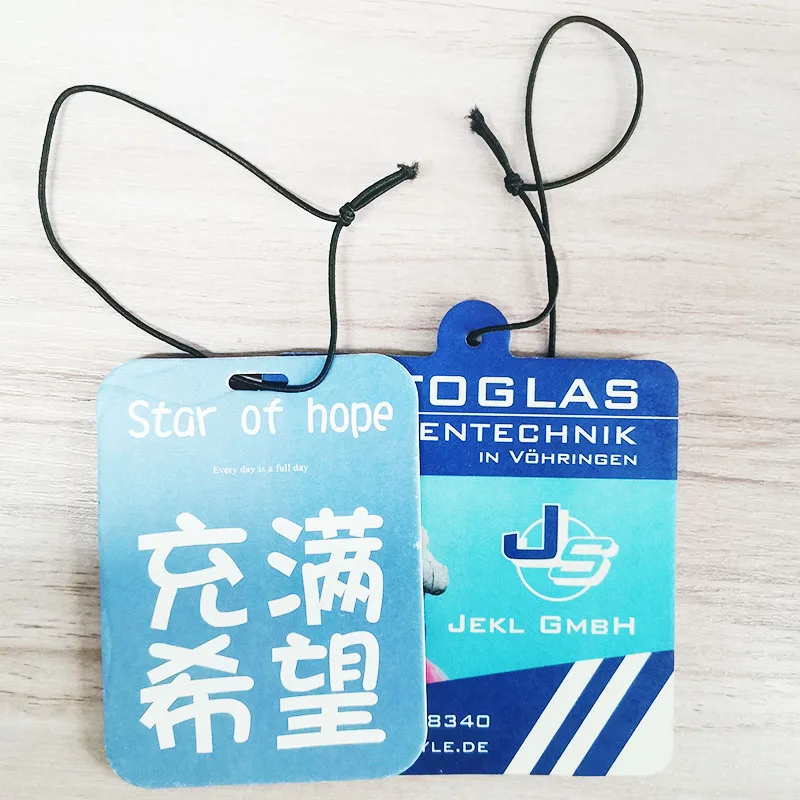 Star of hope
Every day is a full day
充满
希望
TOGLAS
ENTECHNIK
IN VÖHRINGEN
JS
JEKL GMBH
8340
YLE.DE